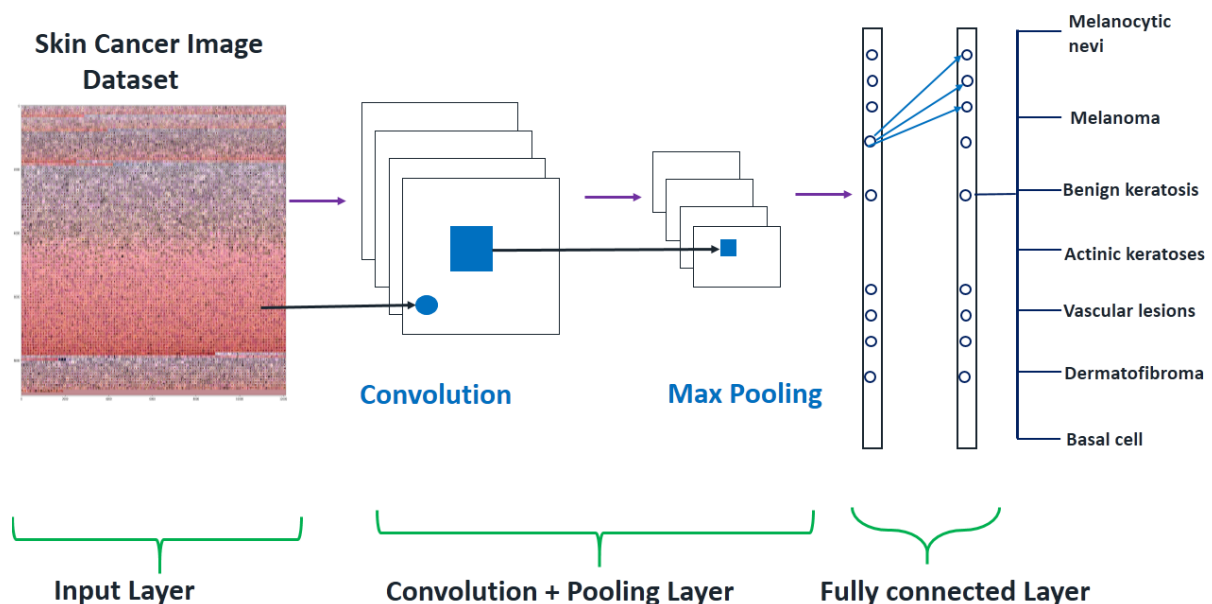 Skin Cancer Image
Dataset
Convolution
Max Pooling
Melanocytic
nevi
Melanoma
Benign keratosis
Actinic keratoses
Vascular lesions
Dermatofibroma
Basal cell
Input Layer
Convolution + Pooling Layer
Fully connected Layer